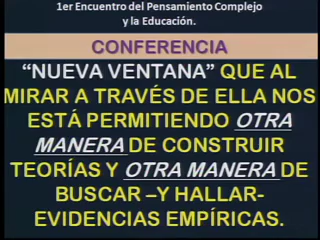 1er Encuentro del Pensamiento Complejo
y la Educación.
CONFERENCIA
“NUEVA VENTANA” QUE AL
MIRAR A TRAVÉS DE ELLA NOS
ESTÁ PERMITIENDO OTRA
MANERA DE CONSTRUIR
TEORÍAS Y OTRA MANERA DE
BUSCAR –Y HALLAR-
EVIDENCIAS EMPÍRICAS.